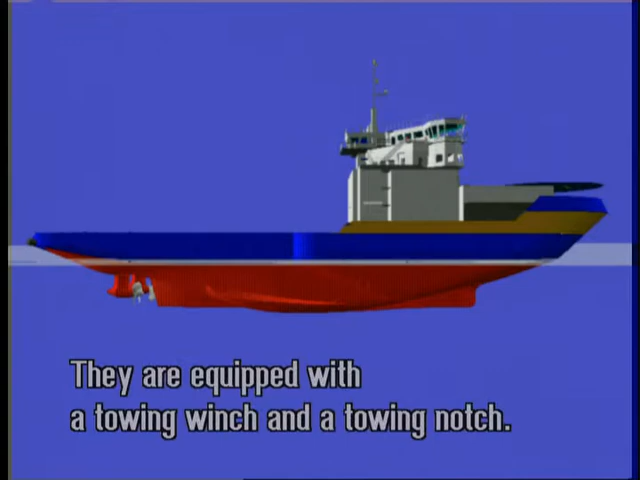 They are equipped with
a towing winch and a towing notch.